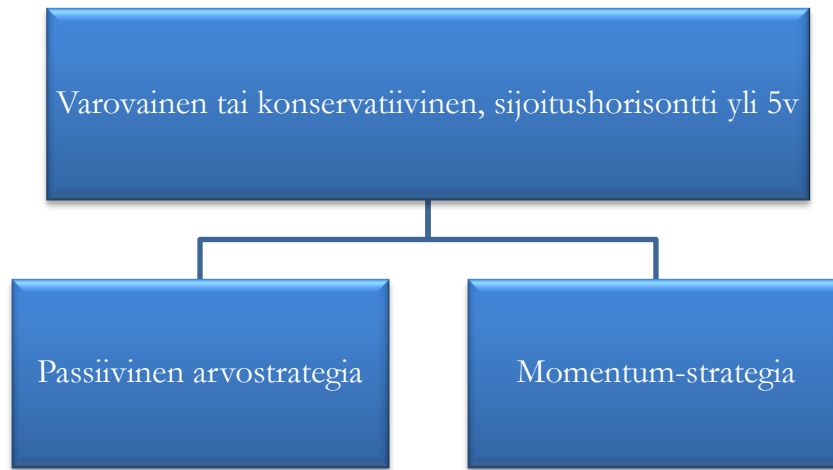 Varovainen tai konservatiivinen, sijoitushorisontti yli 5v
Passiivinen arvostrategia
Momentum-strategia